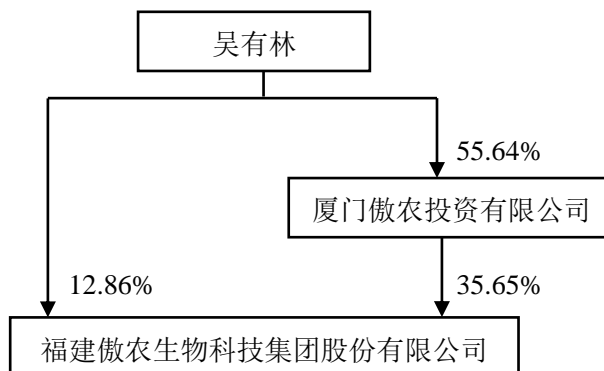 吴有林
55.64%
厦门傲农投资有限公司
12.86%
35.65%
福建傲农生物科技集团股份有限公司